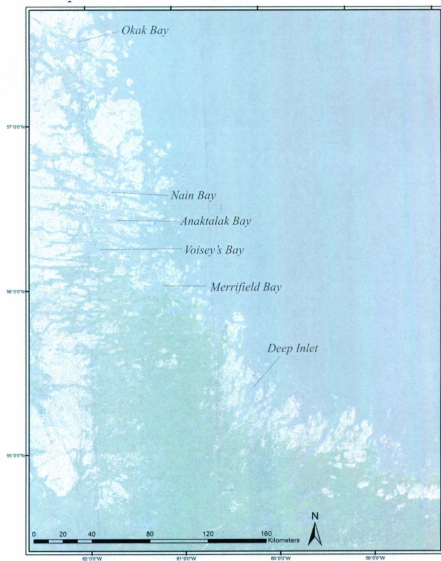 Okak Bay
57°0'0"N
Nain Bay
Anaktalak Bay
Voisey's Bay
56°0'0"N
Merrifield Bay
Deep Inlet
55°0'0"N
N
0 20 40 80 120 160
Kilometers
62°0'0"W 61°0'0"W 60°0'0"W 59°0'0"W